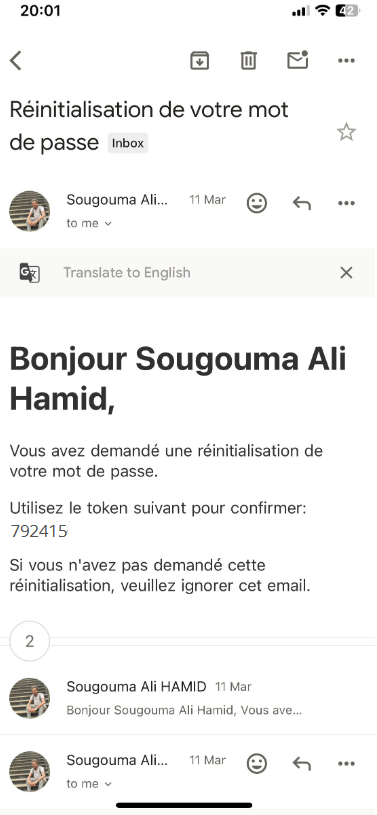 20:01
42
Réinitialisation de votre mot
de passe Inbox
Sougouma Ali... 11 Mar
to me
Translate to English
Bonjour Sougouma Ali
Hamid,
Vous avez demandé une réinitialisation de
votre mot de passe.
Utilisez le token suivant pour confirmer:
792415
Si vous n'avez pas demandé cette
réinitialisation, veuillez ignorer cet email.
2
Sougouma Ali HAMID 11 Mar
Bonjour Sougouma Ali Hamid, Vous ave...
Sougouma Ali... 11 Mar
to me